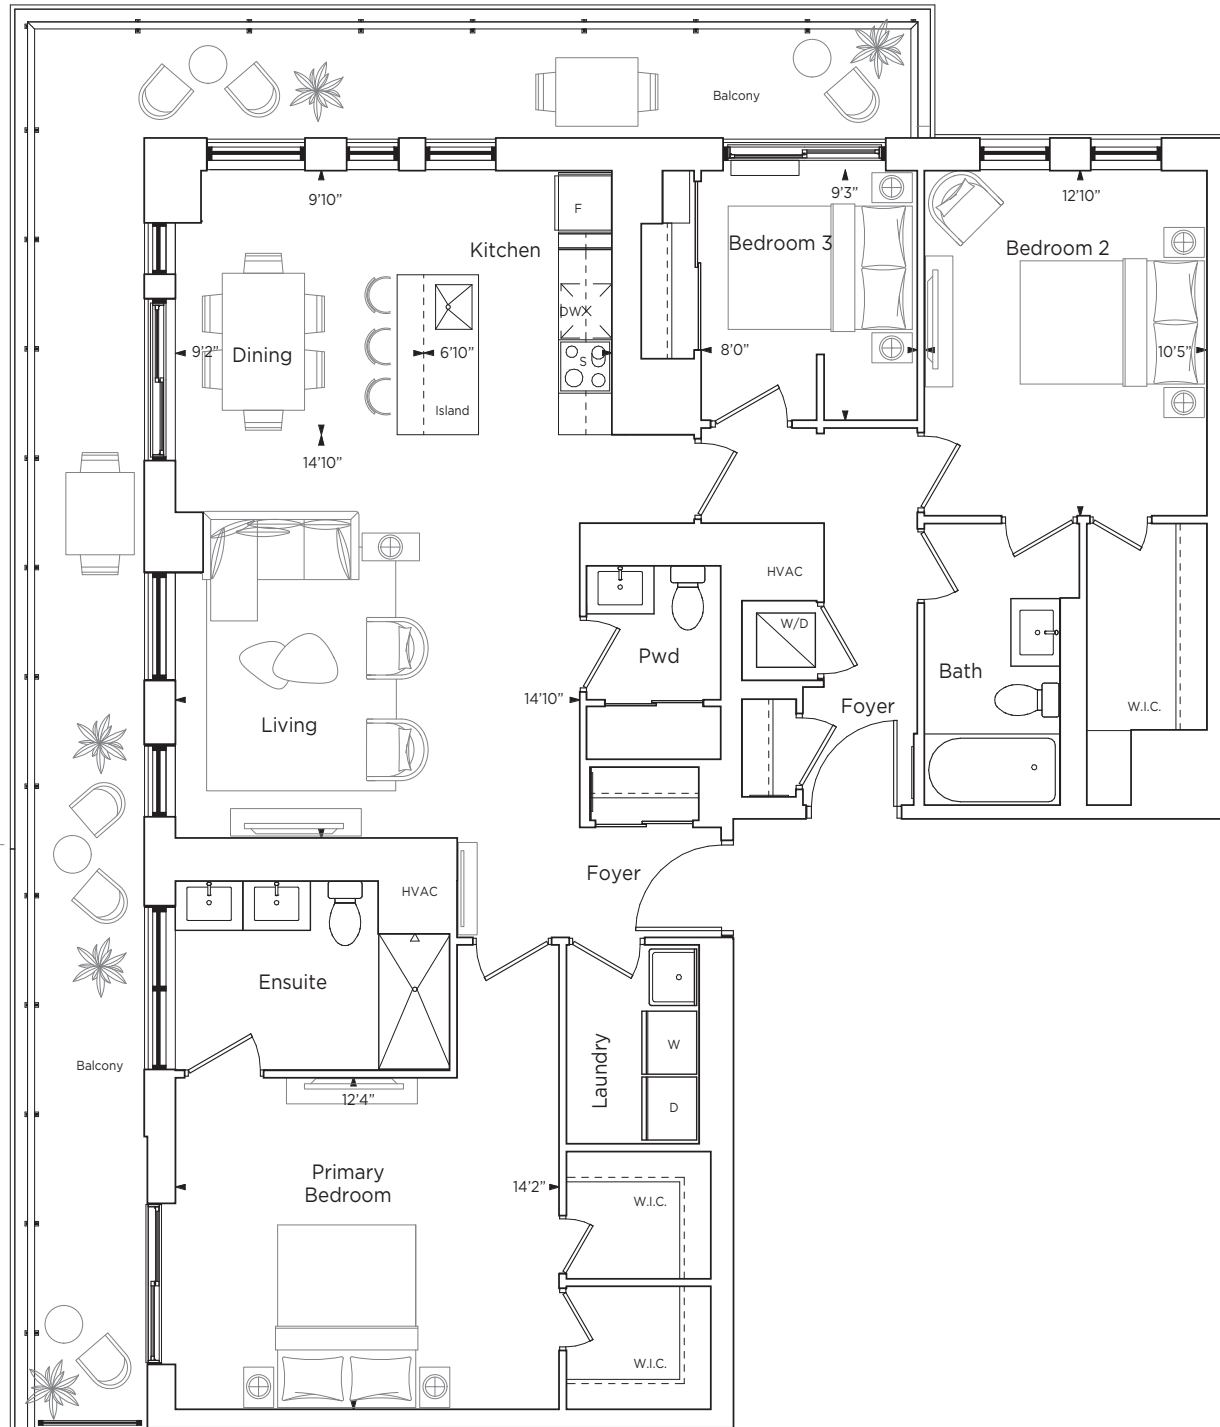 Balcony
9'10”
F
Kitchen
9'3”
Bedroom 3
12'10”
Bedroom 2
DW
9'2”
Dining
6'10”
S
8'0”
10'5”
Island
14'10”
HVAC
W/D
Pwd
Bath
14'10”
Foyer
W.I.C.
Living
Foyer
HVAC
Ensuite
Laundry
W
Balcony
12'4”
D
Primary
Bedroom
14'2”
W.I.C.
W.I.C.